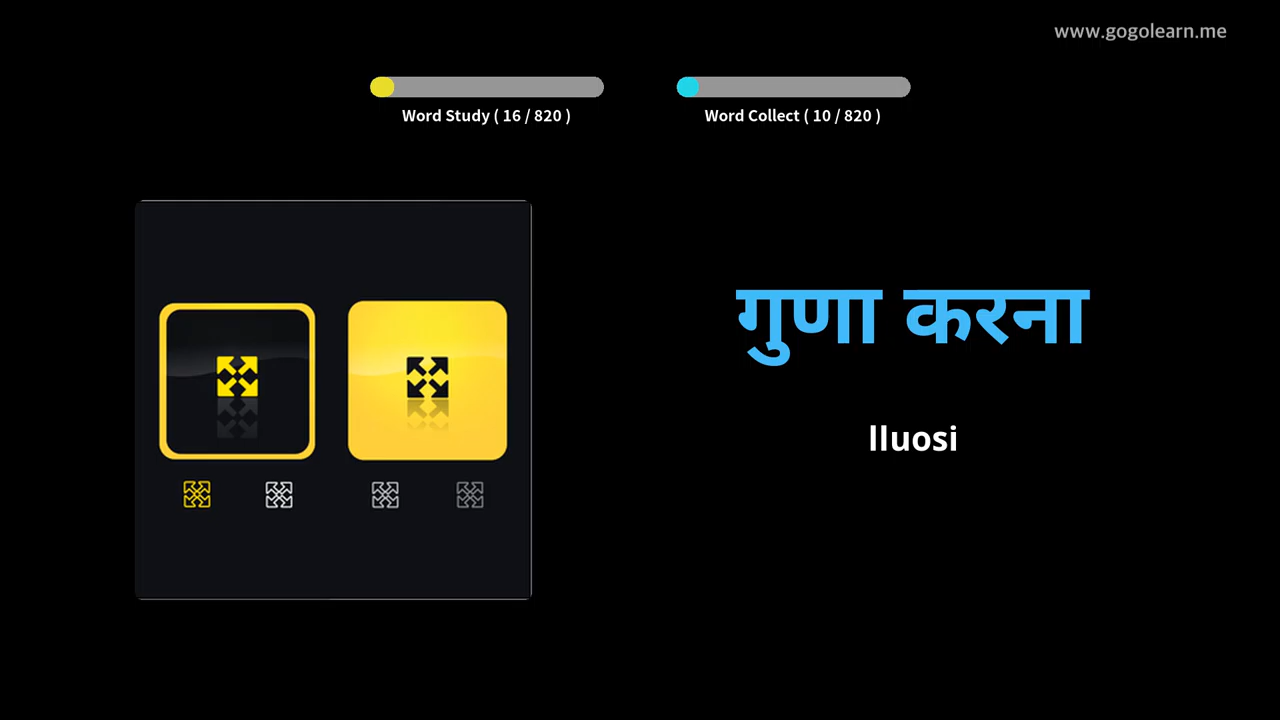 www.gogolearn.me
Word Study ( 16 / 820 )
Word Collect ( 10 / 820 )
गुणा करना
lluosi